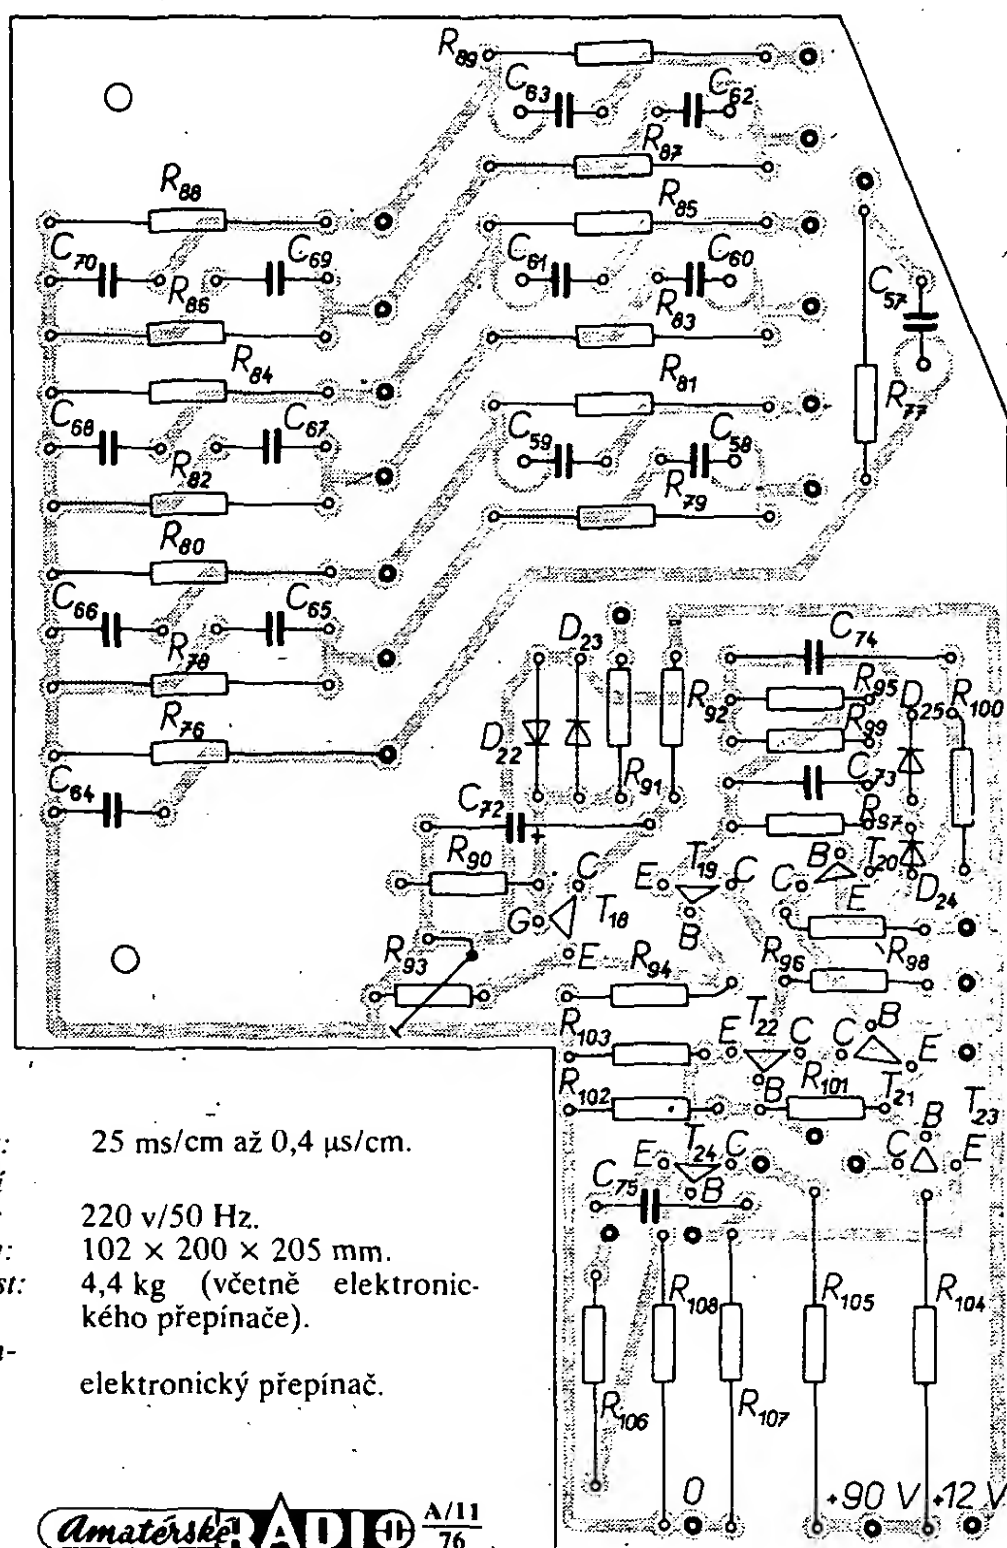 R89
C63
C62
R87
R88
R85
C70
C69
C61
C60
R86
R83
C57
R84
R81
R77
C68
C67
C59
C58
R82
R79
R80
C66
C65
R78
D23
C74
R76
R92
R95
D25
R100
D22
R99
C64
R91
C73
C72
+
R97
R90
T19
B
T20
C
E
C
C
D24
G
T18
B
E
E
R93
R94
R96
R98
R103
T22
B
E
C
C
E
R102
B
R101
T21
T23
B
E
T24
C
C
E
C75
B
R108
R105
R104
R106
R107
0
+90 V
+12 V
: 25 ms/cm až 0,4 μs/cm.
: 220 v/50 Hz.
: 102 × 200 × 205 mm.
st: 4,4 kg (včetně elektronic-
kého přepínače).
elektronický přepínač.
Amatérské RADIO A/11
76